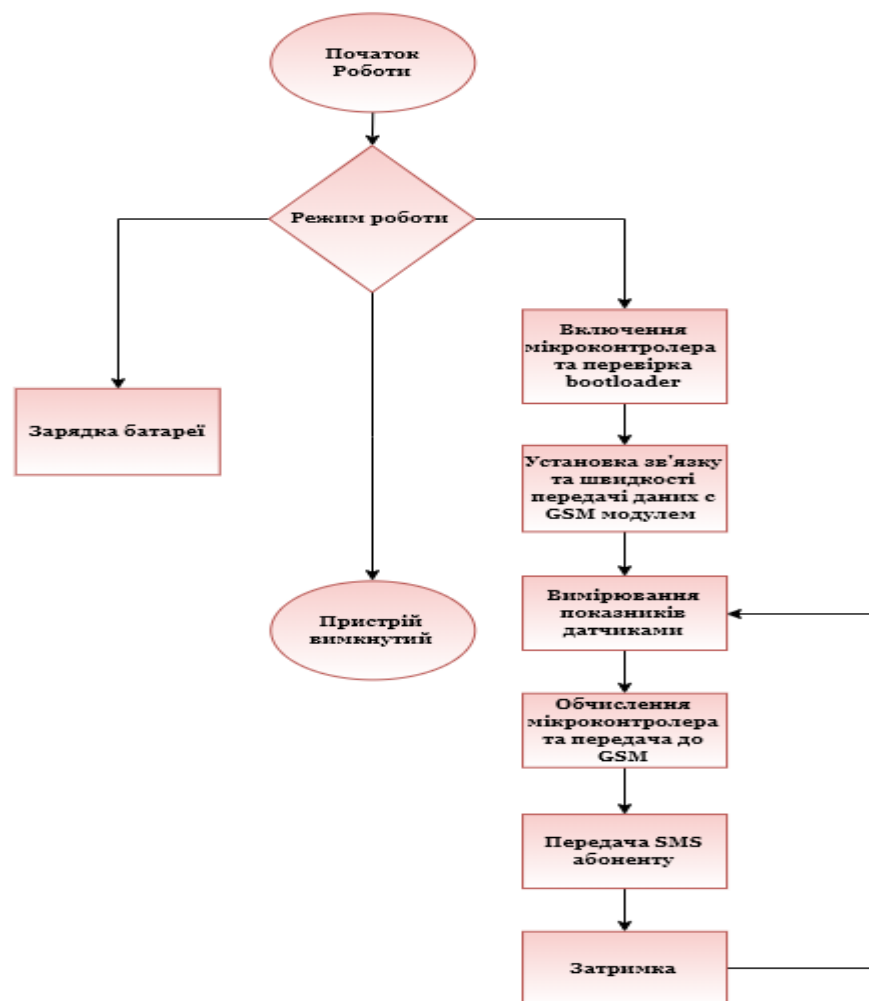 Початок
Роботи
Режим роботи
Включення
мікроконтролера
та перевірка
bootloader
Зарядка батареї
Установка зв'язку
та швидкості
передачі даних с
GSM модулем
Вимірювання
показників
датчиками
Пристрій
вимкнутий
Обчислення
мікроконтролера
та передача до
GSM
Передача SMS
абоненту
Затримка